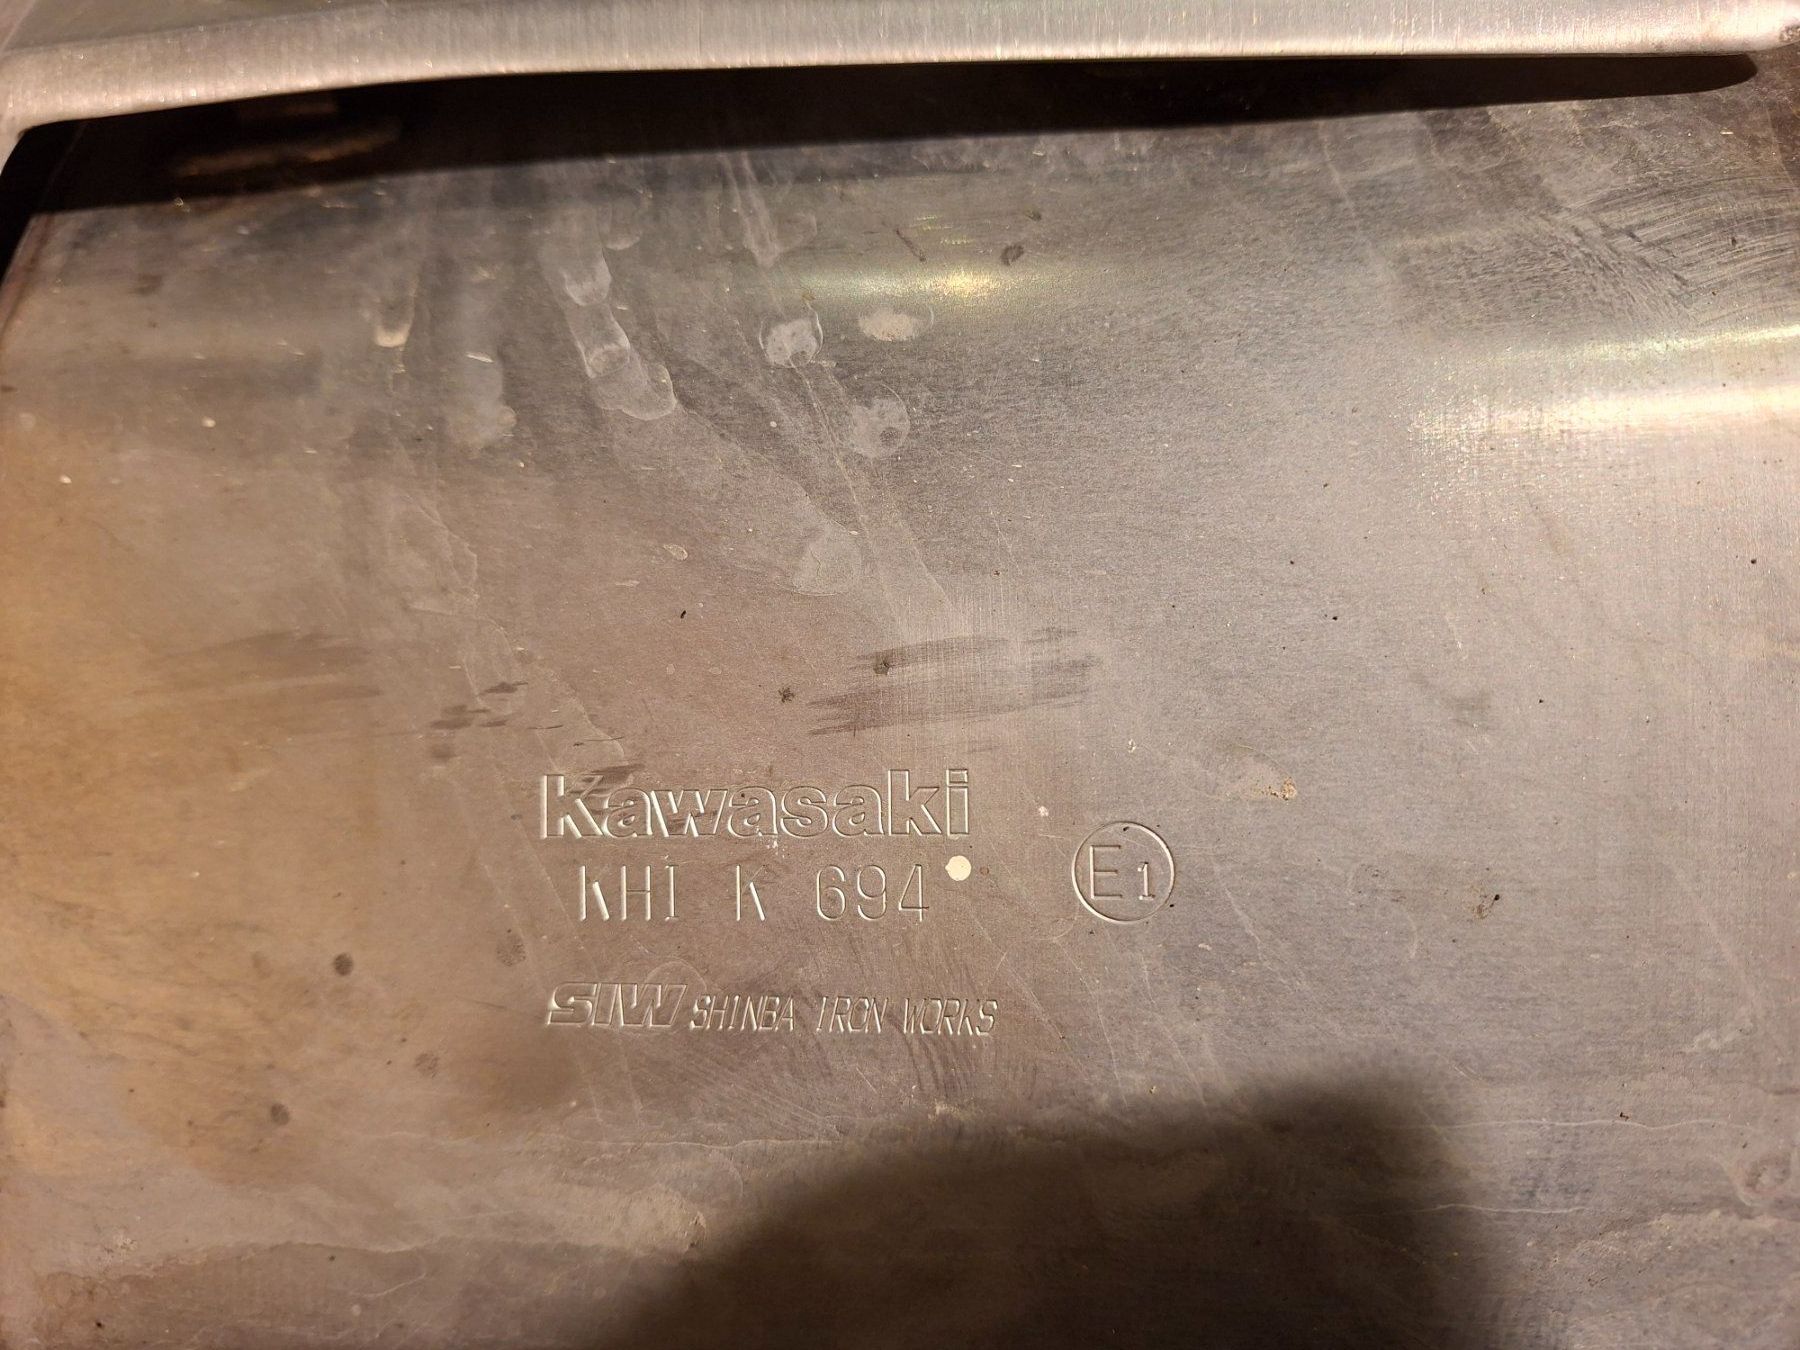 Kawasaki
KHI K 694
E1
SIW SHINBA IRON WORKS